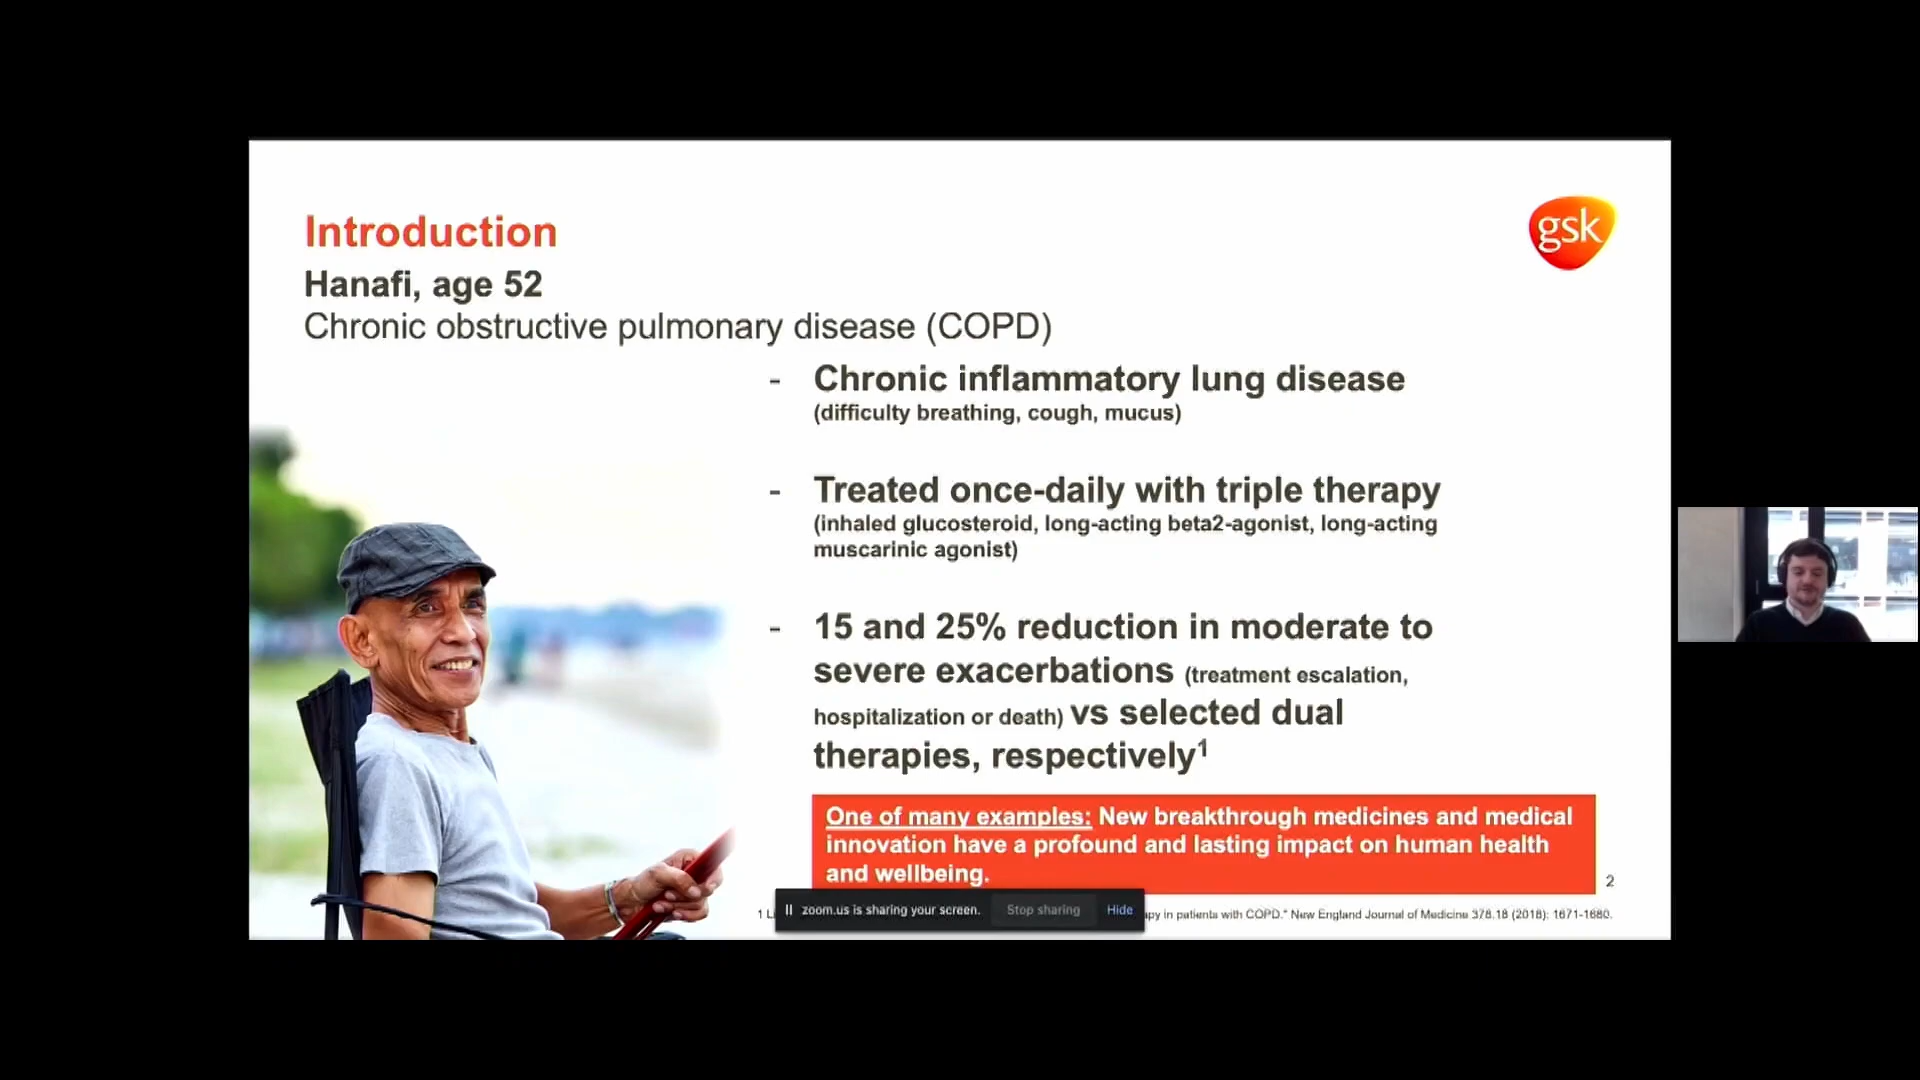 Introduction
gsk
Hanafi, age 52
Chronic obstructive pulmonary disease (COPD)
- Chronic inflammatory lung disease
(difficulty breathing, cough, mucus)
- Treated once-daily with triple therapy
(inhaled glucosteroid, long-acting beta2-agonist, long-acting
muscarinic agonist)
- 15 and 25% reduction in moderate to
severe exacerbations (treatment escalation,
hospitalization or death) vs selected dual
therapies, respectively1
One of many examples: New breakthrough medicines and medical
innovation have a profound and lasting impact on human health
and wellbeing.
2
zoom.us is sharing your screen. Stop sharing Hide
1 in patients with COPD." New England Journal of Medicine 378.18 (2018): 1671-1680.